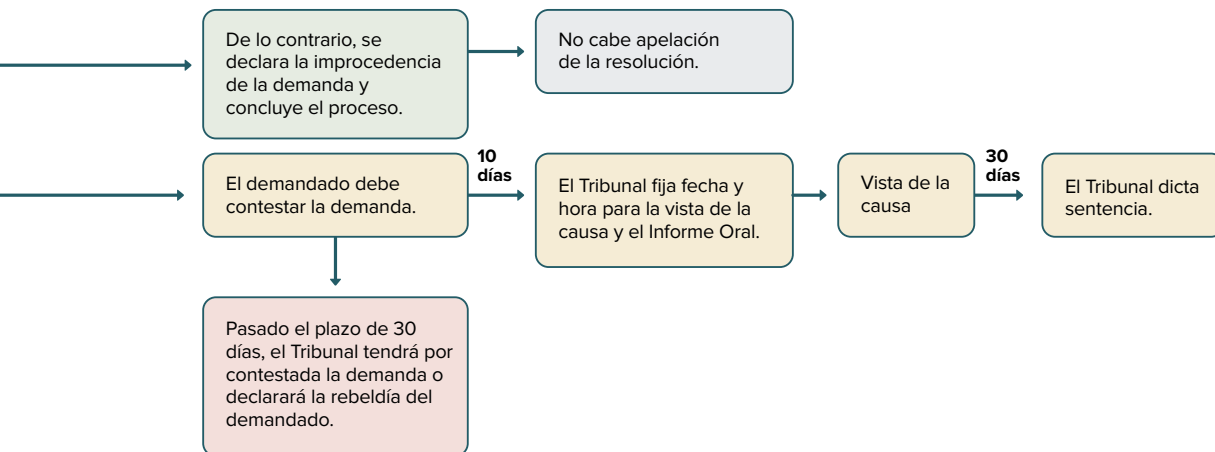 De lo contrario, se
declara la improcedencia
de la demanda y
concluye el proceso.
No cabe apelación
de la resolución.
El demandado debe
contestar la demanda.
10
días
El Tribunal fija fecha y
hora para la vista de la
causa y el Informe Oral.
Vista de la
causa
30
días
El Tribunal dicta
sentencia.
Pasado el plazo de 30
días, el Tribunal tendrá por
contestada la demanda o
declarará la rebeldía del
demandado.